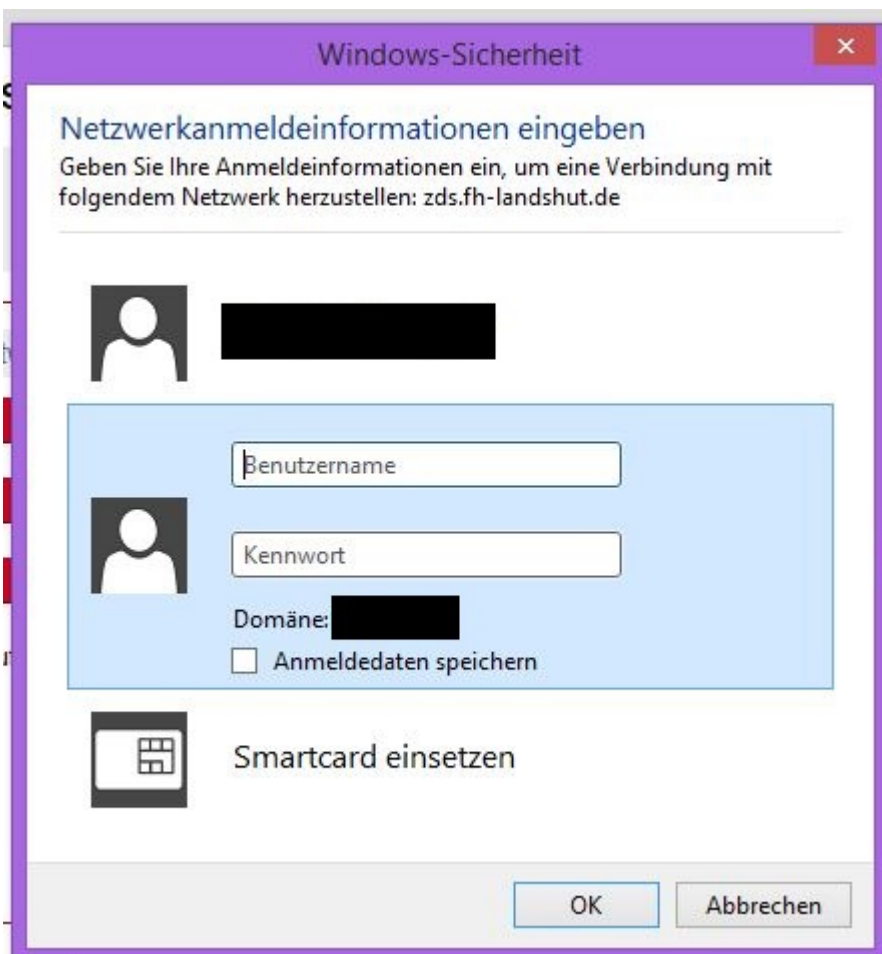 Windows-Sicherheit
Netzwerkanmeldeinformationen eingeben
Geben Sie Ihre Anmeldeinformationen ein, um eine Verbindung mit
folgendem Netzwerk herzustellen: zds.fh-landshut.de
Benutzername
Kennwort
Domäne:
Anmeldedaten speichern
Smartcard einsetzen
OK Abbrechen